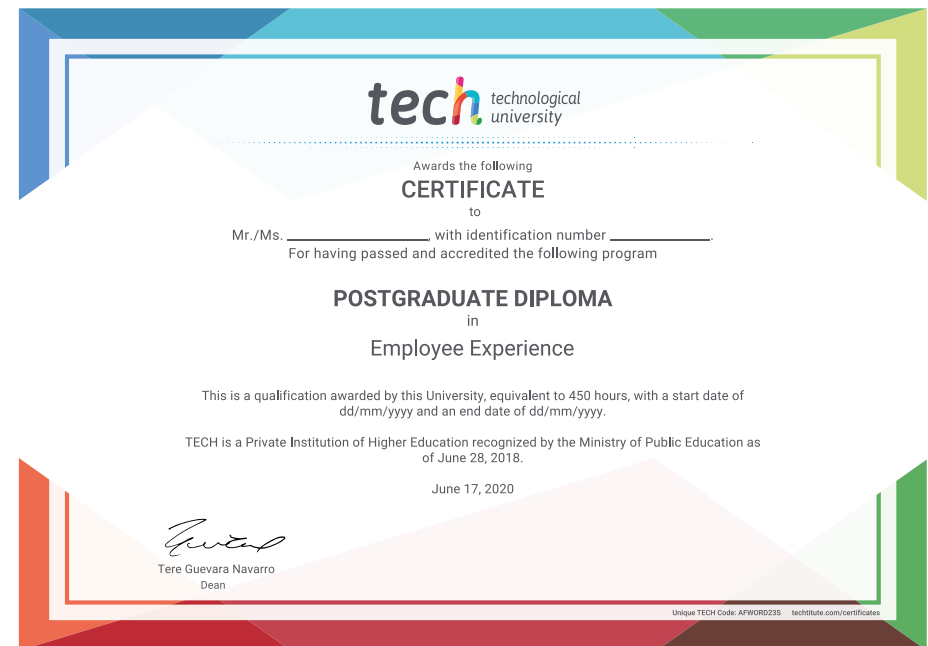 tech technological
university
Awards the following
CERTIFICATE
to
Mr./Ms. ____________, with identification number ____________.
For having passed and accredited the following program
POSTGRADUATE DIPLOMA
in
Employee Experience
This is a qualification awarded by this University, equivalent to 450 hours, with a start date of
dd/mm/yyyy and an end date of dd/mm/yyyy.
TECH is a Private Institution of Higher Education recognized by the Ministry of Public Education as
of June 28, 2018.
June 17, 2020
Tere Guevara Navarro
Dean
Unique TECH Code: AFWORD23S techtitute.com/certificates